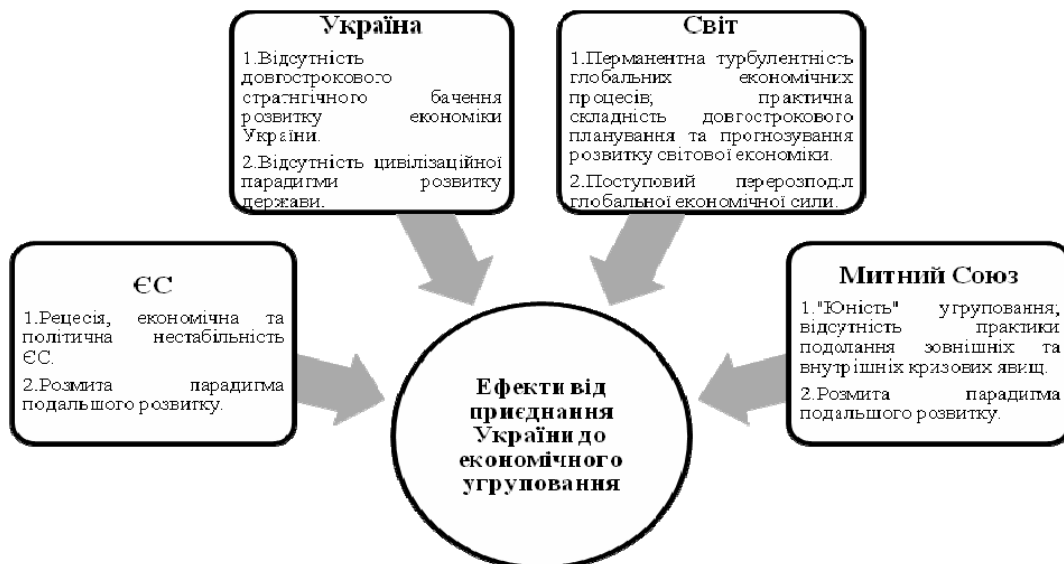 Україна
1.Відсутність
довгострокового
стратнгічного бачення
розвитку економіки
України.
2.Відсутність цивілізаційної
парадигми розвитку
держави.
Світ
1.Перманентна турбулентність
глобальних економічних
процесів; практична
складність довгострокового
планування та прогнозування
розвитку світової економіки.
2.Поступовий перерозподіл
глобальної економічної сили.
ЄС
1.Рецесія, економічна та
політична нестабільність
ЄС.
2.Розмита парадигма
подальшого розвитку.
Митний Союз
1."Юність" угруповання;
відсутність практики
подолання зовнішніх та
внутрішніх кризових явищ.
2.Розмита парадигма
подальшого розвитку.
Ефекти від
приєднання
України до
економічного
угруповання